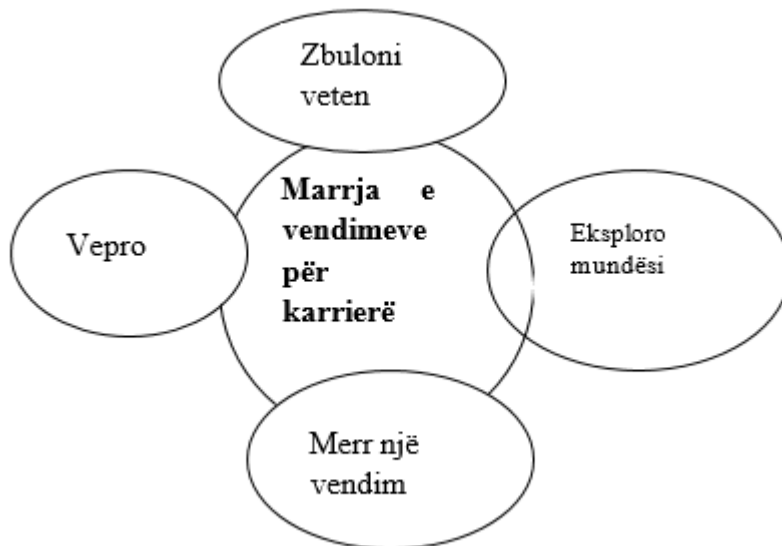 Zbuloni
veten
Marrja e
vendimeve
për
karrierë
Vepro
Eksploro
mundësi
Merr një
vendim